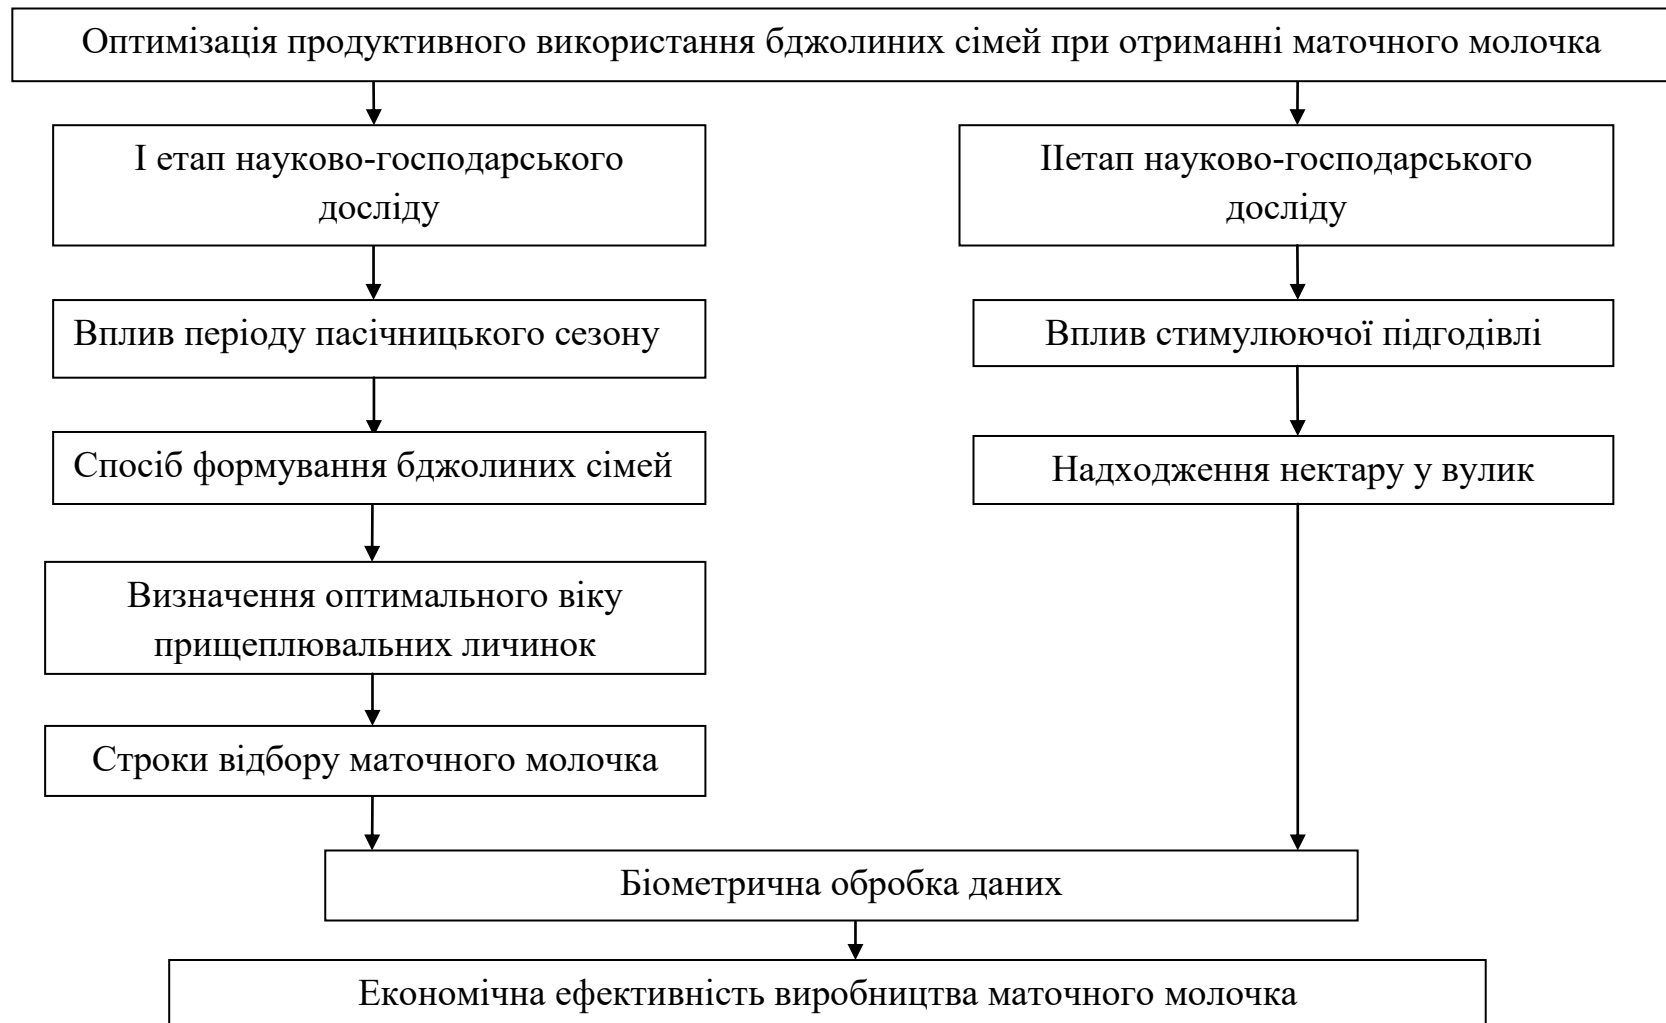 Оптимізація продуктивного використання бджолиних сімей при отриманні маточного молочка
І етап науково-господарського
досліду
ІІетап науково-господарського
досліду
Вплив періоду пасічницького сезону
Вплив стимулюючої підгодівлі
Спосіб формування бджолиних сімей
Надходження нектару у вулик
Визначення оптимального віку
прищеплювальних личинок
Строки відбору маточного молочка
Біометрична обробка даних
Економічна ефективність виробництва маточного молочка